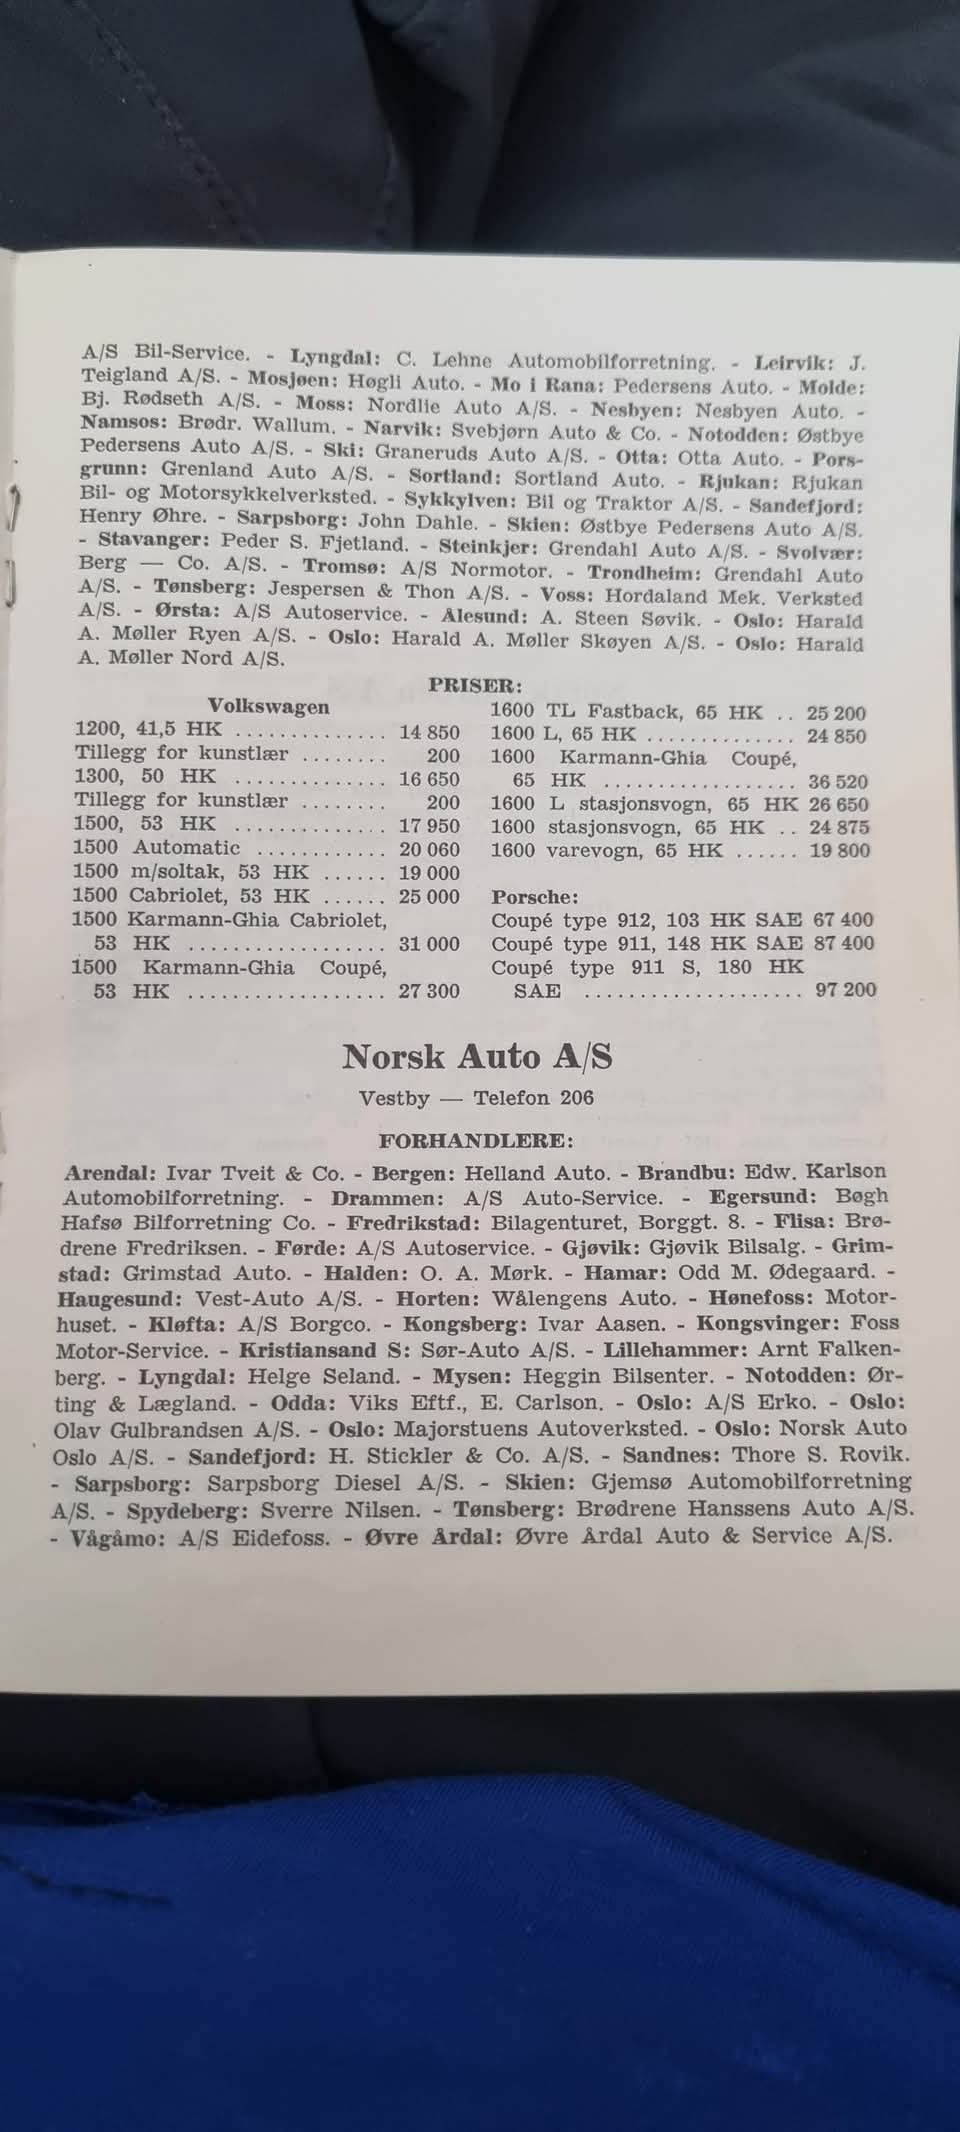 A/S Bil-Service. - Lyngdal: C. Lehne Automobilforretning. - Leirvik: J.
Teigland A/S. - Mosjøen: Høgli Auto. - Mo i Rana: Pedersens Auto. - Molde:
Bj. Rødseth A/S. - Moss: Nordlie Auto A/S. - Nesbyen: Nesbyen Auto. -
Namsos: Brødr. Wallum. - Narvik: Svebjørn Auto & Co. - Notodden: Østbye
Pedersens Auto A/S. - Ski: Graneruds Auto A/S. - Otta: Otta Auto. - Pors-
grunn: Grenland Auto A/S. - Sortland: Sortland Auto. - Rjukan: Rjukan
Bil- og Motorsykkelverksted. - Sykkylven: Bil og Traktor A/S. - Sandefjord:
Henry Øhre. - Sarpsborg: John Dahle. - Skien: Østbye Pedersens Auto A/S.
- Stavanger: Peder S. Fjetland. - Steinkjer: Grendahl Auto A/S. - Svolvær:
Berg — Co. A/S. - Tromsø: A/S Normotor. - Trondheim: Grendahl Auto
A/S. - Tønsberg: Jespersen & Thon A/S. - Voss: Hordaland Mek. Verksted
A/S. - Ørsta: A/S Autoservice. - Ålesund: A. Steen Søvik. - Oslo: Harald
A. Møller Ryen A/S. - Oslo: Harald A. Møller Skøyen A/S. - Oslo: Harald
A. Møller Nord A/S.
PRISER:
Volkswagen
1200, 41,5 HK .............. 14 850
Tillegg for kunstlær ........ 200
1300, 50 HK .............. 16 650
Tillegg for kunstlær ........ 200
1500, 53 HK .............. 17 950
1500 Automatic ............ 20 060
1500 m/soltak, 53 HK ...... 19 000
1500 Cabriolet, 53 HK ...... 25 000
1500 Karmann-Ghia Cabriolet,
53 HK .................. 31 000
1500 Karmann-Ghia Coupé,
53 HK .................. 27 300
1600 TL Fastback, 65 HK .. 25 200
1600 L, 65 HK .............. 24 850
1600 Karmann-Ghia Coupé,
65 HK .................. 36 520
1600 L stasjonsvogn, 65 HK 26 650
1600 stasjonsvogn, 65 HK .. 24 875
1600 varevogn, 65 HK ...... 19 800
Porsche:
Coupé type 912, 103 HK SAE 67 400
Coupé type 911, 148 HK SAE 87 400
Coupé type 911 S, 180 HK
SAE .................... 97 200
Norsk Auto A/S
Vestby — Telefon 206
FORHANDLERE:
Arendal: Ivar Tveit & Co. - Bergen: Helland Auto. - Brandbu: Edw. Karlson
Automobilforretning. - Drammen: A/S Auto-Service. - Egersund: Bøgh
Hafsø Bilforretning Co. - Fredrikstad: Bilagenturet, Borggt. 8. - Flisa: Brø-
drene Fredriksen. - Førde: A/S Autoservice. - Gjøvik: Gjøvik Bilsalg. - Grim-
stad: Grimstad Auto. - Halden: O. A. Mørk. - Hamar: Odd M. Ødegaard. -
Haugesund: Vest-Auto A/S. - Horten: Wålengens Auto. - Hønefoss: Motor-
huset. - Kløfta: A/S Borgco. - Kongsberg: Ivar Aasen. - Kongsvinger: Foss
Motor-Service. - Kristiansand S: Sør-Auto A/S. - Lillehammer: Arnt Falken-
berg. - Lyngdal: Helge Seland. - Mysen: Heggin Bilsenter. - Notodden: Ør-
ting & Lægland. - Odda: Viks Eftf., E. Carlson. - Oslo: A/S Erko. - Oslo:
Olav Gulbrandsen A/S. - Oslo: Majorstuens Autoverksted. - Oslo: Norsk Auto
Oslo A/S. - Sandefjord: H. Stickler & Co. A/S. - Sandnes: Thore S. Rovik.
- Sarpsborg: Sarpsborg Diesel A/S. - Skien: Gjemsø Automobilforretning
A/S. - Spydeberg: Sverre Nilsen. - Tønsberg: Brødrene Hanssens Auto A/S.
- Vågåmo: A/S Eidefoss. - Øvre Årdal: Øvre Årdal Auto & Service A/S.